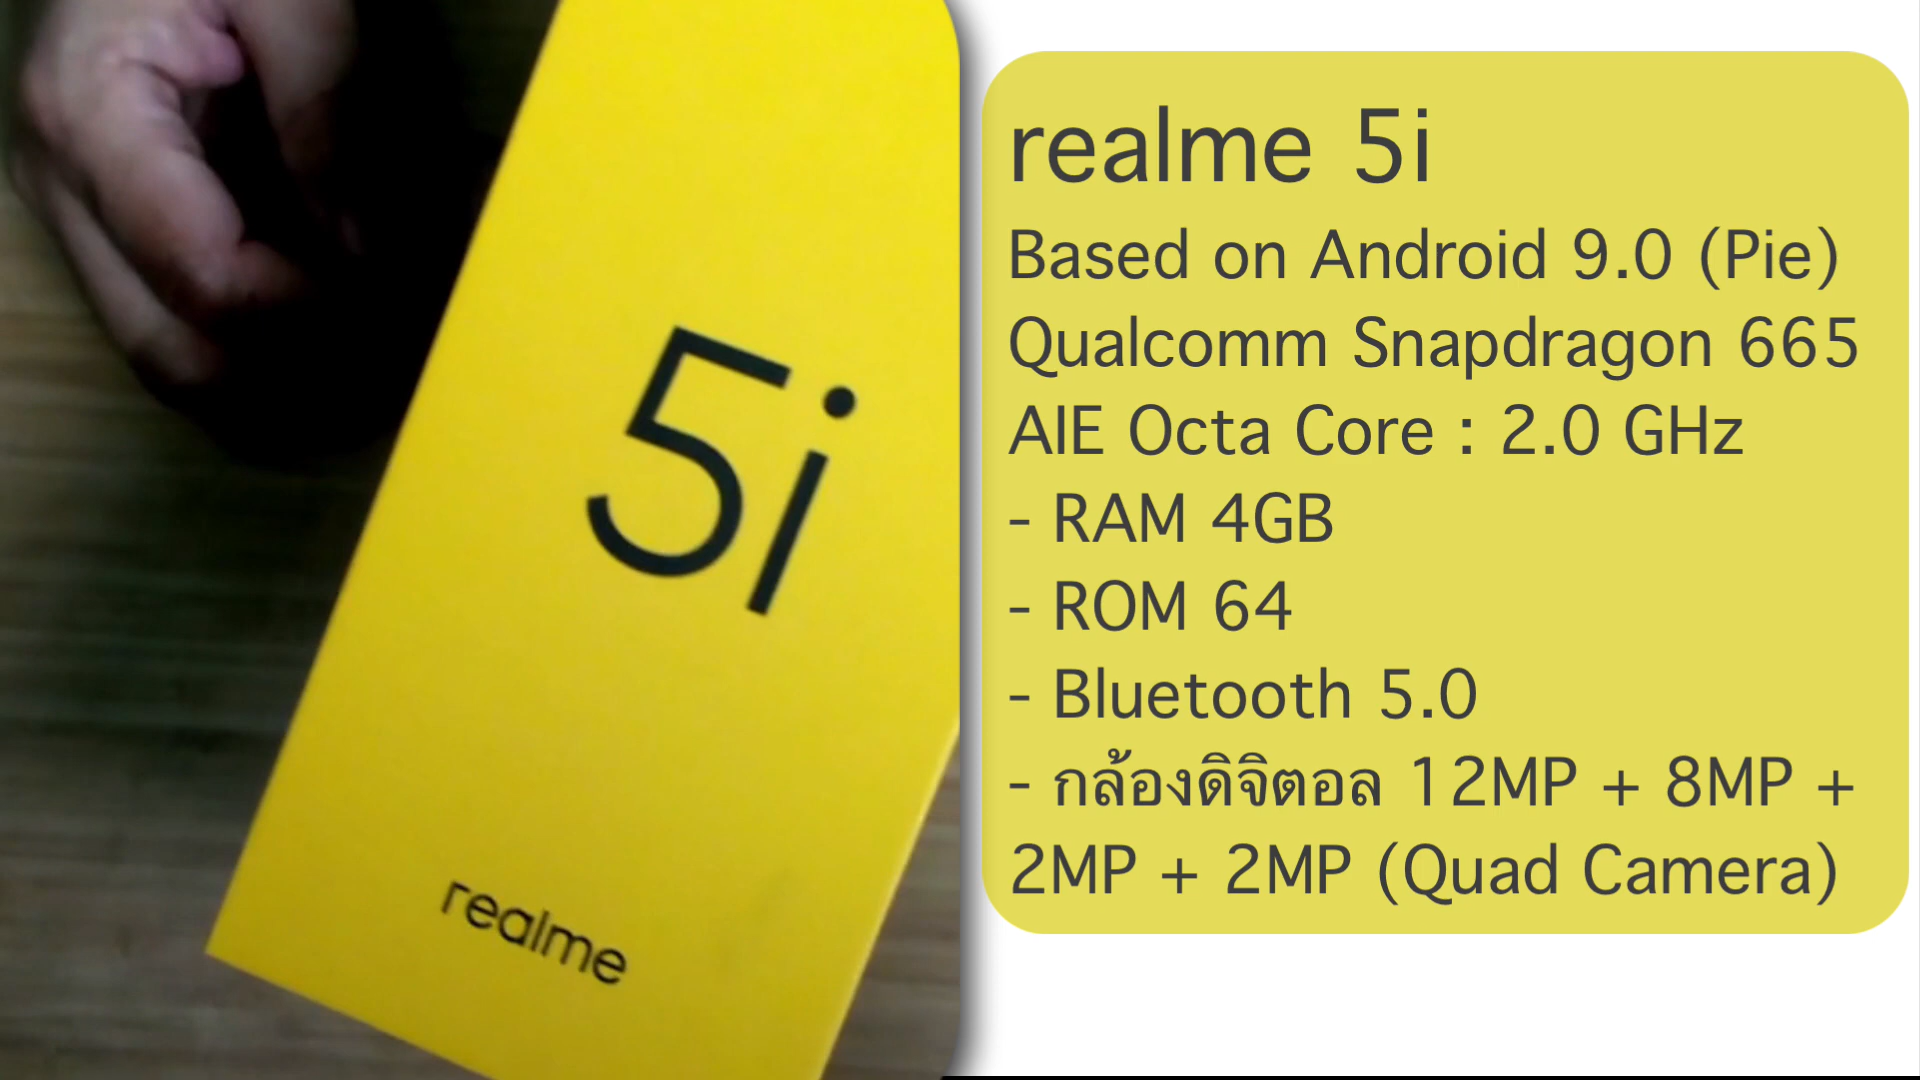 5i
realme
realme 5i
Based on Android 9.0 (Pie)
Qualcomm Snapdragon 665
AIE Octa Core : 2.0 GHz
- RAM 4GB
- ROM 64
- Bluetooth 5.0
- กล้องดิจิตอล 12MP + 8MP +
2MP + 2MP (Quad Camera)